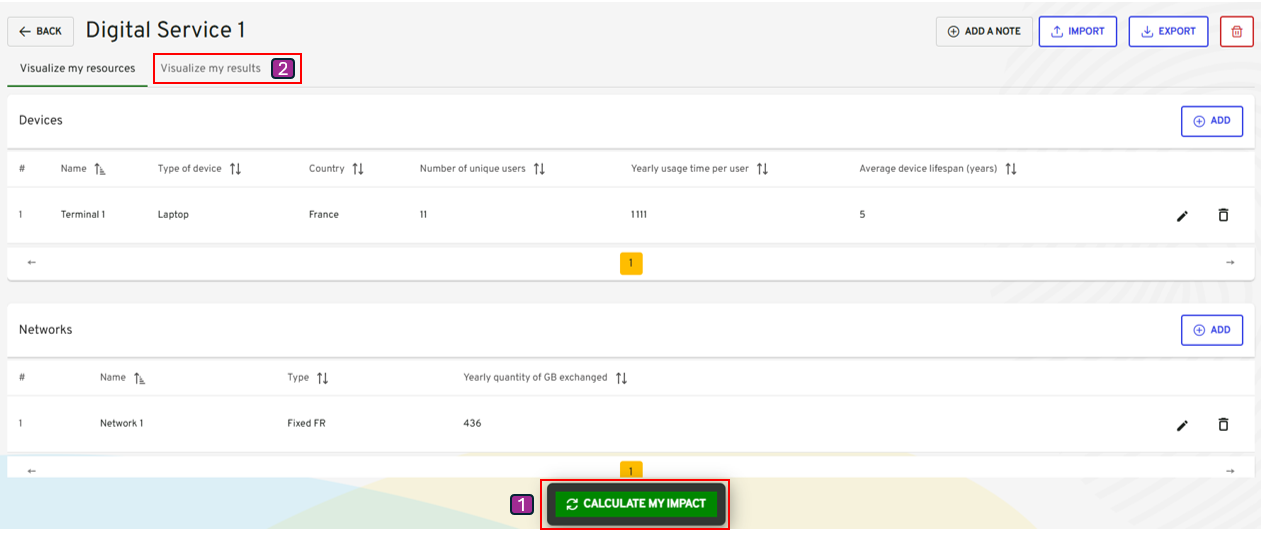 ← BACK Digital Service 1 ADD A NOTE IMPORT EXPORT
Visualize my resources Visualize my results 2
Devices ADD
# Name Type of device Country Number of unique users Yearly usage time per user Average device lifespan (years)
1 Terminal 1 Laptop France 11 1111 5
← 1 →
Networks ADD
# Name Type Yearly quantity of GB exchanged
1 Network 1 Fixed FR 436
← 1 →
1 CALCULATE MY IMPACT